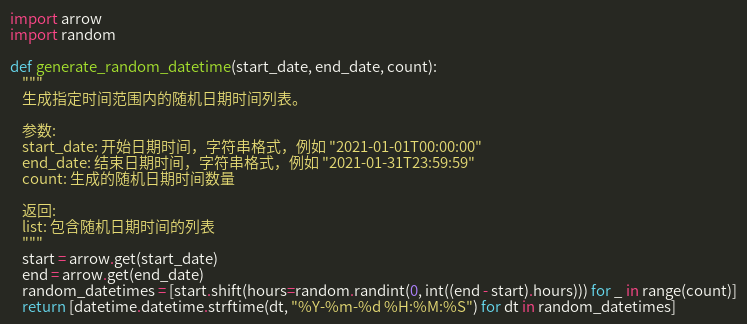 import arrow
import random
def generate_random_datetime(start_date, end_date, count):
"""
生成指定时间范围内的随机日期时间列表。
参数:
start_date: 开始日期时间，字符串格式，例如 "2021-01-01T00:00:00"
end_date: 结束日期时间，字符串格式，例如 "2021-01-31T23:59:59"
count: 生成的随机日期时间数量
返回:
list: 包含随机日期时间的列表
"""
start = arrow.get(start_date)
end = arrow.get(end_date)
random_datetimes = [start.shift(hours=random.randint(0, int((end - start).hours))) for _ in range(count)]
return [datetime.datetime.strftime(dt, "%Y-%m-%d %H:%M:%S") for dt in random_datetimes]